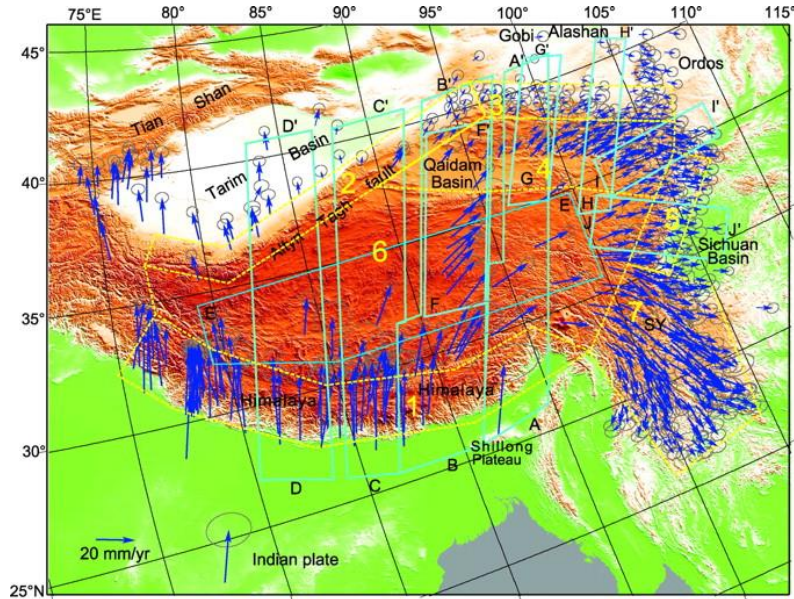 75°E 80° 85° 90° 95° 100° 105° 110° 115°
45°
40°
35°
30°
25°N
Gobi
Alashan
H'
G'
A'
Ordos
B'
Tian Shan
C'
D'
3
I'
Tarim Basin
2
F'
Qaidam
Basin
4
G
Altyn Tagh fault
I
E
H
J'
6
Sichuan
Basin
F
SY
Himalaya
1
Himalaya
A
Shillong
Plateau
B
D
C
20 mm/yr
Indian plate